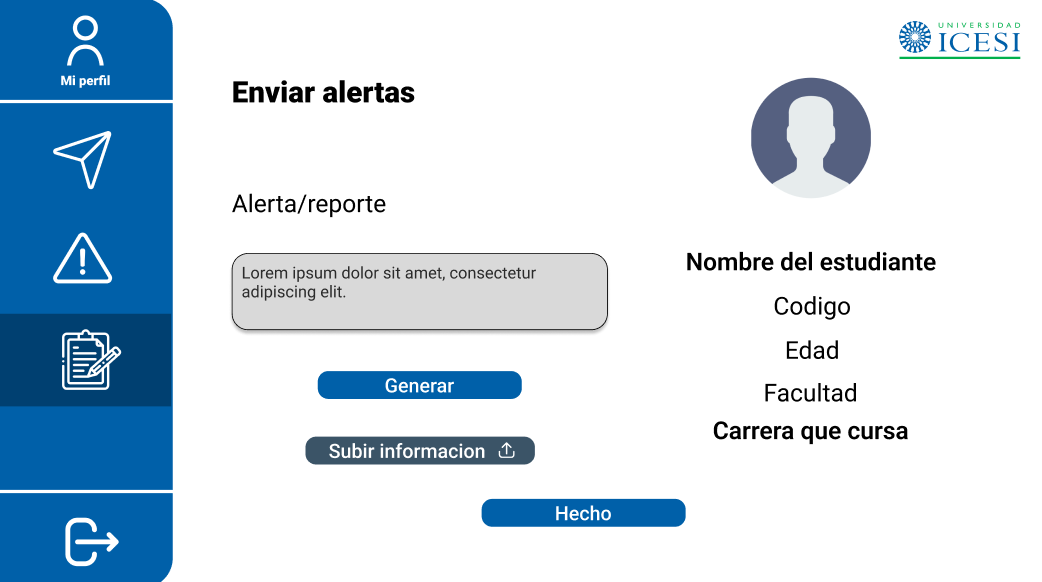 Mi perfil
UNIVERSIDAD
ICESI
Enviar alertas
Alerta/reporte
Lorem ipsum dolor sit amet, consectetur
adipiscing elit.
Generar
Subir informacion
Hecho
Nombre del estudiante
Codigo
Edad
Facultad
Carrera que cursa